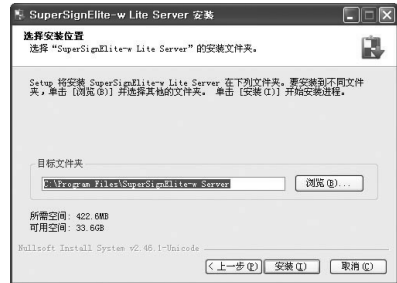 SuperSignElite-w Lite Server 安装
选择安装位置
选择“SuperSignElite-w Lite Server”的安装文件夹。
Setup 将安装 SuperSignElite-w Lite Server 在下列文件夹。要安装到不同文件
夹，单击 [浏览(B)] 并选择其他的文件夹。 单击 [安装(I)] 开始安装进程。
目标文件夹
C:\Program Files\SuperSignElite-w Server
浏览(B)...
所需空间: 422.6MB
可用空间: 33.6GB
Nullsoft Install System v2.46.1-Unicode
< 上一步(P) 安装(I) 取消(C)